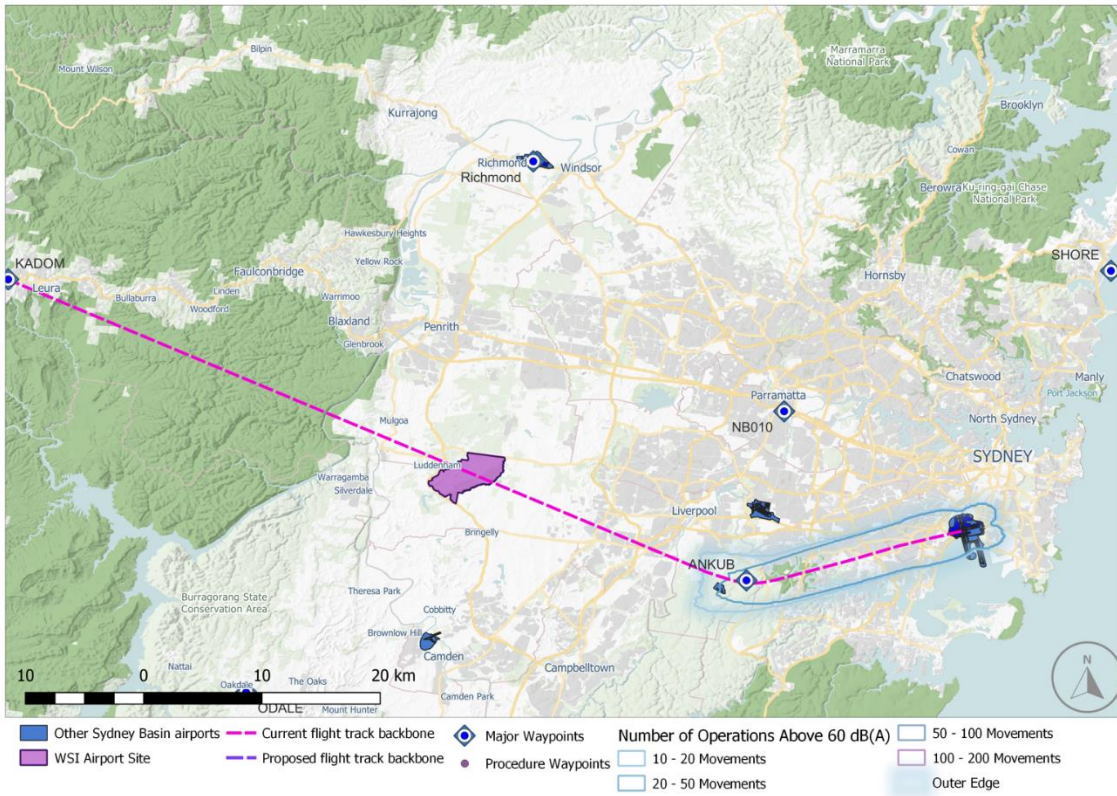 Bilpin
Mount Wilson
Kurrajong
Marramarra
National Park
Brooklyn
Cowan
Richmond
Windsor
Richmond
Berowra
Ku-ring-gai Chase
National Park
Hawkesbury Heights
Yellow Rock
KADOM
Leura
Faulconbridge
Linden
Bullaburra
Woodford
Warrimoo
Blaxland
Glenbrook
Penrith
Hornsby
SHORE
Chatswood
Manly
Port Jackson
Parramatta
NB010
North Sydney
SYDNEY
Mulgoa
Luddenham
Warragamba
Silverdale
Liverpool
Bringelly
ANKUB
Theresa Park
Burragorang State
Conservation Area
Cobbitty
Brownlow Hill
Camden
Campbelltown
Nattai
Oakdale
The Oaks
Camden Park
ODALE
Mount Hunter
10 0 10 20 km
N
Other Sydney Basin airports
WSI Airport Site
Current flight track backbone
Proposed flight track backbone
Major Waypoints
Procedure Waypoints
Number of Operations Above 60 dB(A)
10 - 20 Movements
20 - 50 Movements
50 - 100 Movements
100 - 200 Movements
Outer Edge